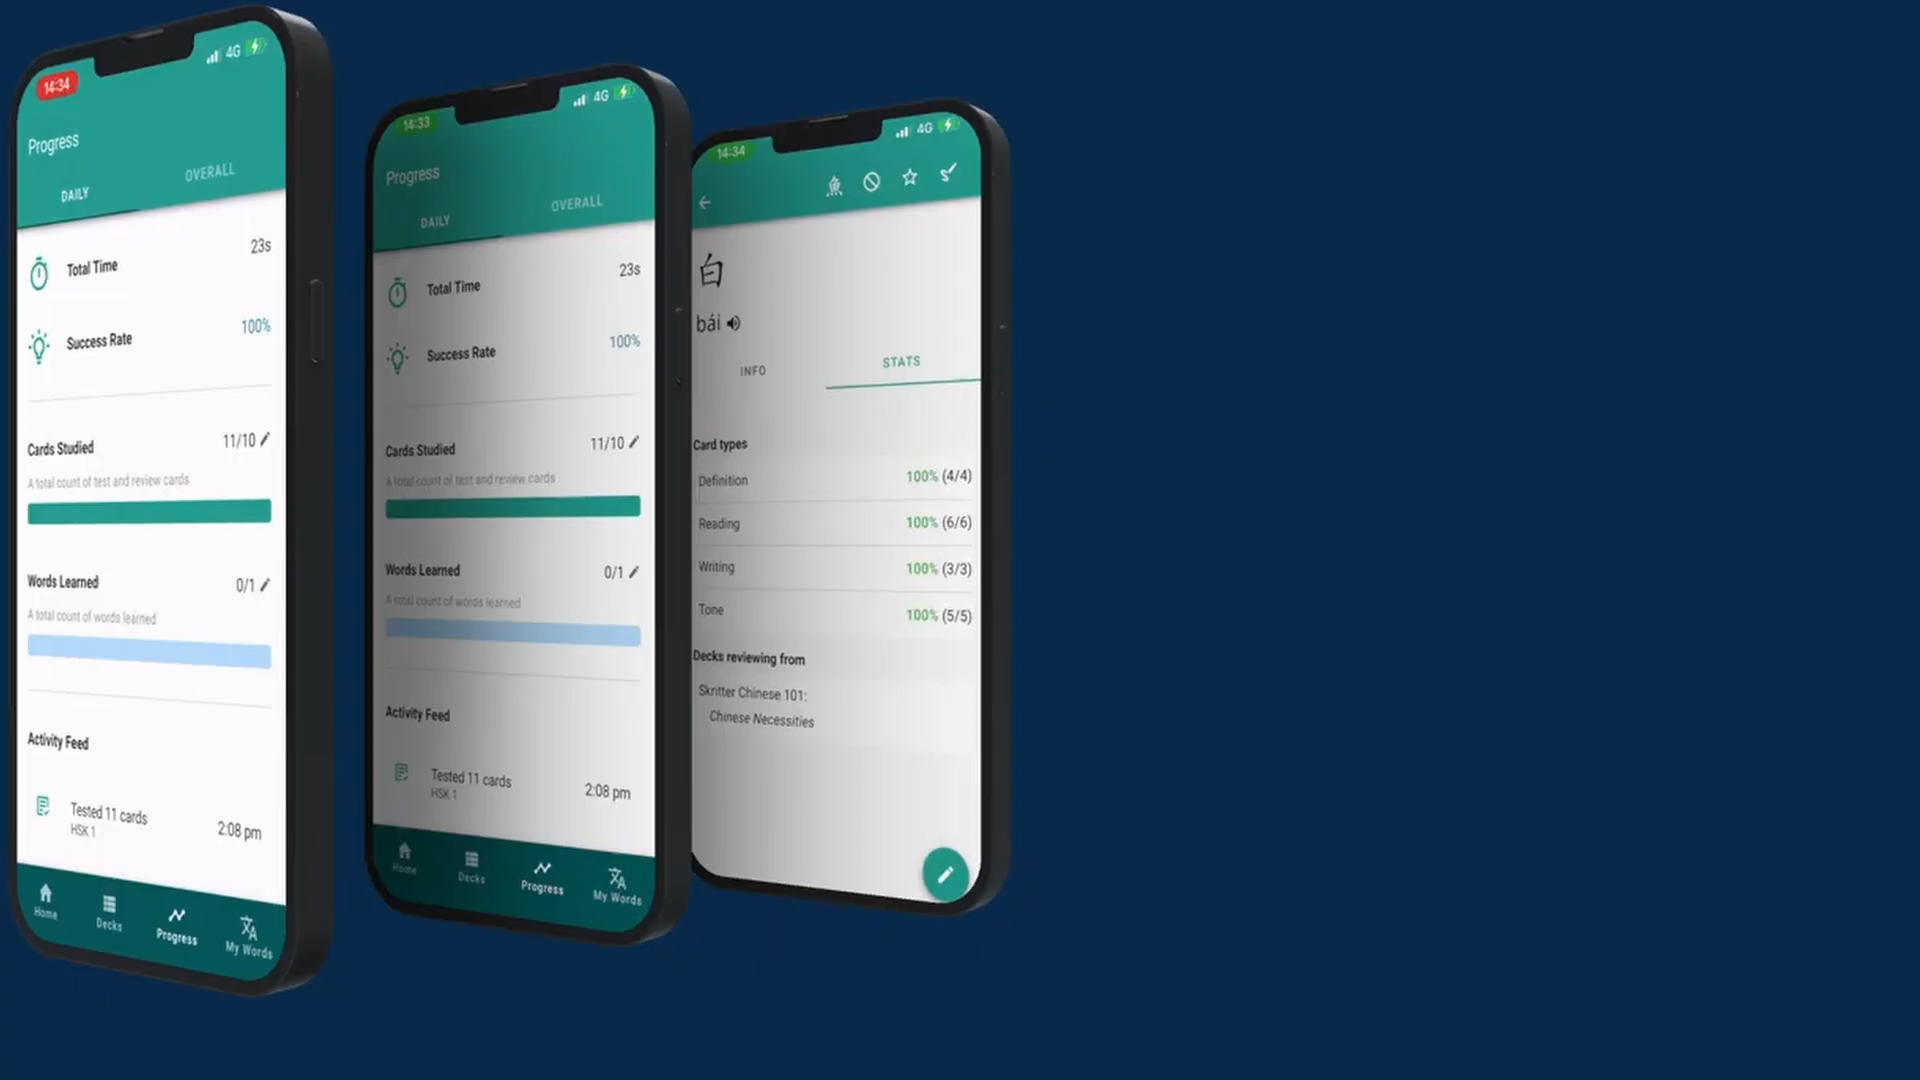 14:34
4G
Progress
DAILY
OVERALL
Total Time
23s
Success Rate
100%
Cards Studied
11/10
A total count of test and review cards
Words Learned
0/1
A total count of words learned
Activity Feed
Tested 11 cards
HSK 1
2:08 pm
Home
Decks
Progress
My Words
14:33
4G
Progress
DAILY
OVERALL
Total Time
23s
Success Rate
100%
Cards Studied
11/10
A total count of test and review cards
Words Learned
0/1
A total count of words learned
Activity Feed
Tested 11 cards
HSK 1
2:08 pm
Home
Decks
Progress
My Words
14:34
4G
魚
白
bái
INFO
STATS
Card types
Definition
100% (4/4)
Reading
100% (6/6)
Writing
100% (3/3)
Tone
100% (5/5)
Decks reviewing from
Skritter Chinese 101:
Chinese Necessities